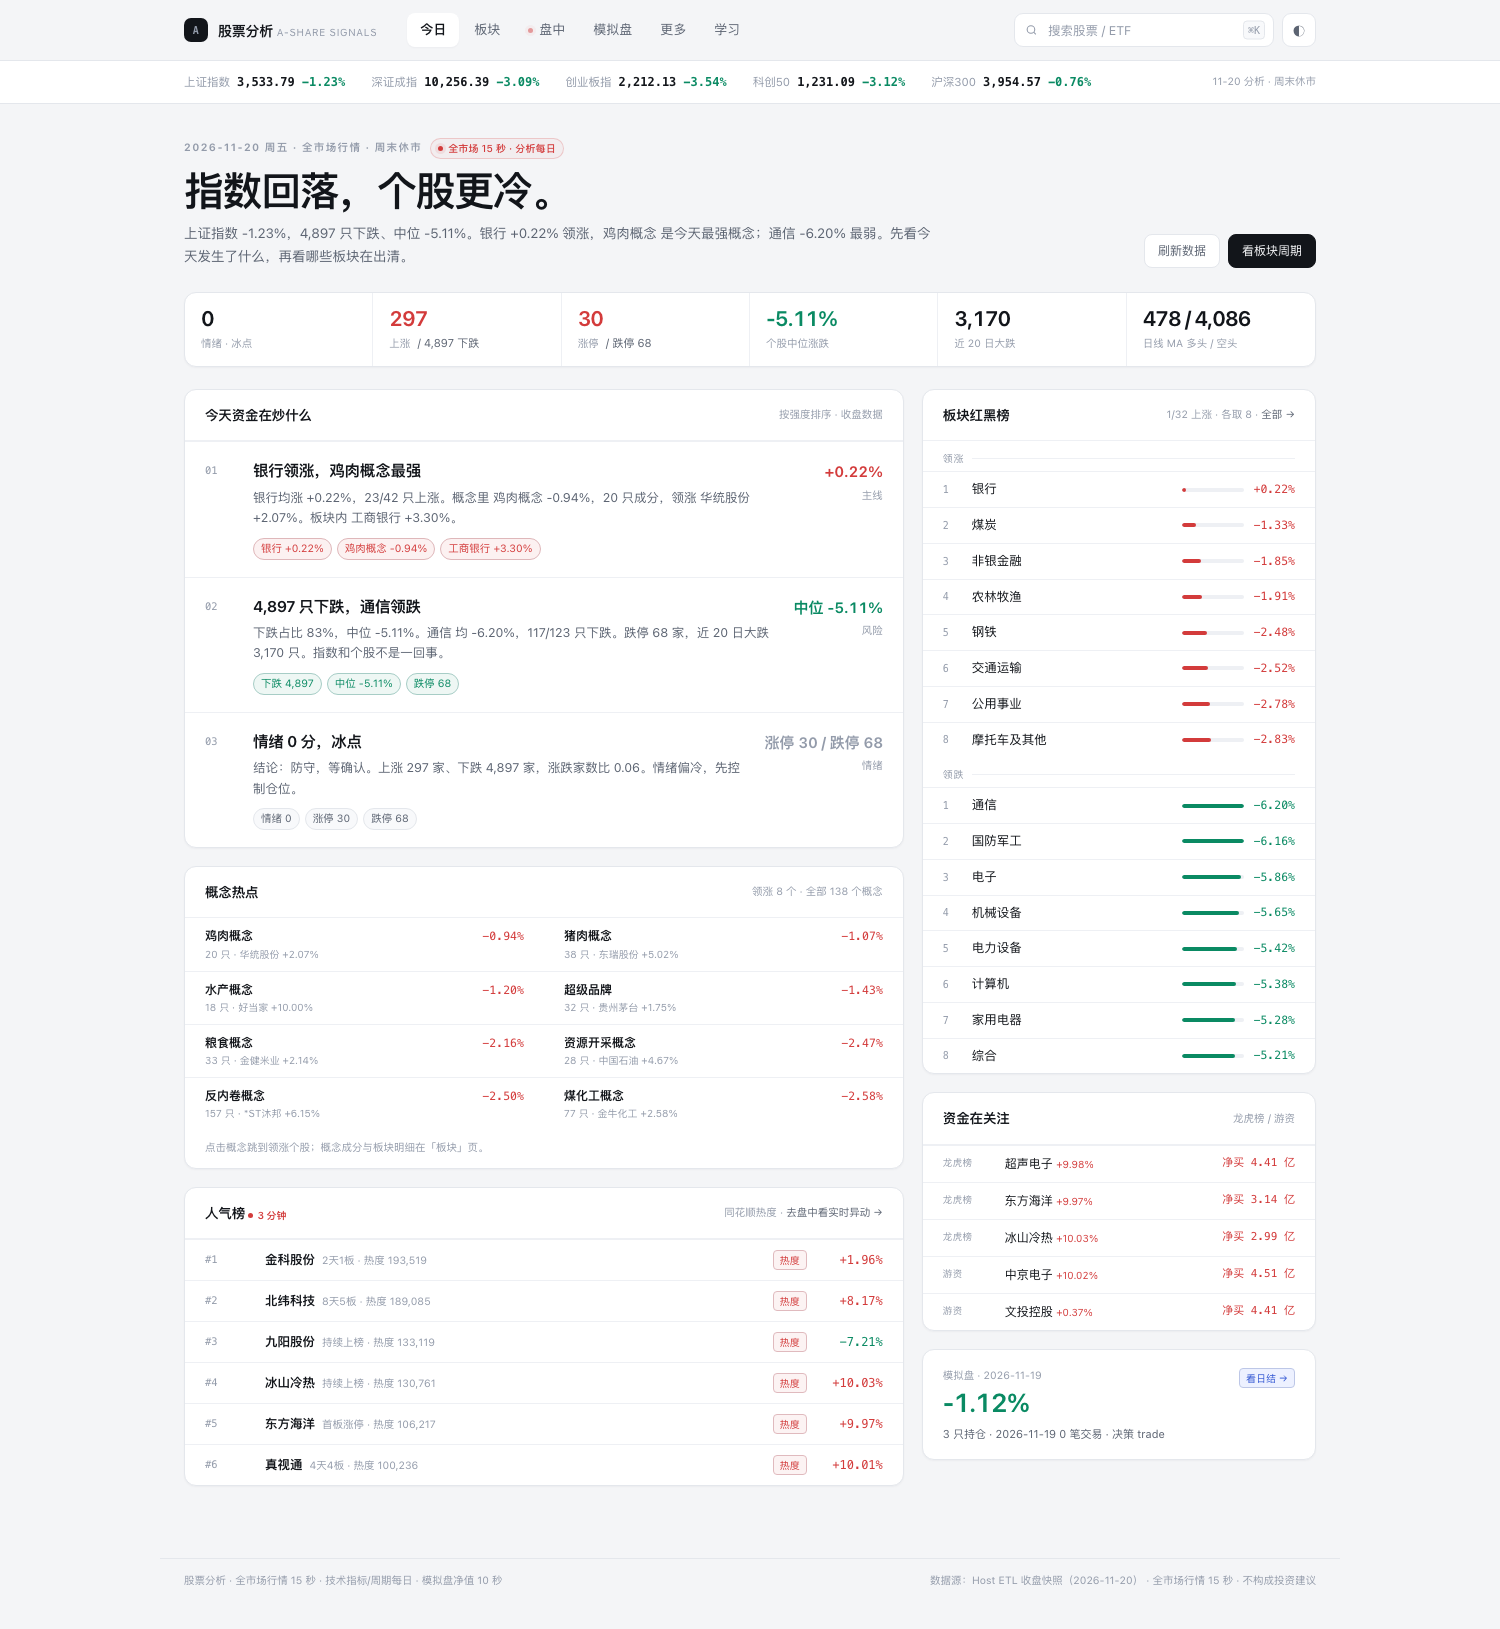 A 股票分析 A-SHARE SIGNALS 今日 板块 盘中 模拟盘 更多 学习 搜索股票 / ETF ⌘K
上证指数 3,533.79 -1.23% 深证成指 10,256.39 -3.09% 创业板指 2,212.13 -3.54% 科创50 1,231.09 -3.12% 沪深300 3,954.57 -0.76% 11-20 分析 · 周末休市
2026-11-20 周五 · 全市场行情 · 周末休市 全市场 15 秒 · 分析每日
指数回落，个股更冷。
上证指数 -1.23%，4,897 只下跌、中位 -5.11%。银行 +0.22% 领涨，鸡肉概念 是今天最强概念；通信 -6.20% 最弱。先看今
天发生了什么，再看哪些板块在出清。
刷新数据 看板块周期
0 297 30 -5.11% 3,170 478 / 4,086
情绪 · 冰点 上涨 / 4,897 下跌 涨停 / 跌停 68 个股中位涨跌 近 20 日大跌 日线 MA 多头 / 空头
今天资金在炒什么 按强度排序 · 收盘数据
01 银行领涨，鸡肉概念最强 +0.22%
银行均涨 +0.22%，23/42 只上涨。概念里 鸡肉概念 -0.94%，20 只成分，领涨 华统股份 主线
+2.07%。板块内 工商银行 +3.30%。
银行 +0.22% 鸡肉概念 -0.94% 工商银行 +3.30%
02 4,897 只下跌，通信领跌 中位 -5.11%
下跌占比 83%，中位 -5.11%。通信 均 -6.20%，117/123 只下跌。跌停 68 家，近 20 日大跌 风险
3,170 只。指数和个股不是一回事。
下跌 4,897 中位 -5.11% 跌停 68
03 情绪 0 分，冰点 涨停 30 / 跌停 68
结论：防守，等确认。上涨 297 家、下跌 4,897 家，涨跌家数比 0.06。情绪偏冷，先控 情绪
制仓位。
情绪 0 涨停 30 跌停 68
概念热点 领涨 8 个 · 全部 138 个概念
鸡肉概念 -0.94% 猪肉概念 -1.07%
20 只 · 华统股份 +2.07% 38 只 · 东瑞股份 +5.02%
水产概念 -1.20% 超级品牌 -1.43%
18 只 · 好当家 +10.00% 32 只 · 贵州茅台 +1.75%
粮食概念 -2.16% 资源开采概念 -2.47%
33 只 · 金健米业 +2.14% 28 只 · 中国石油 +4.67%
反内卷概念 -2.50% 煤化工概念 -2.58%
157 只 · *ST沐邦 +6.15% 77 只 · 金牛化工 +2.58%
点击概念跳到领涨个股；概念成分与板块明细在「板块」页。
人气榜 3 分钟 同花顺热度 · 去盘中看实时异动 →
#1 金科股份 2天1板 · 热度 193,519 热度 +1.96%
#2 北纬科技 8天5板 · 热度 189,085 热度 +8.17%
#3 九阳股份 持续上榜 · 热度 133,119 热度 -7.21%
#4 冰山冷热 持续上榜 · 热度 130,761 热度 +10.03%
#5 东方海洋 首板涨停 · 热度 106,217 热度 +9.97%
#6 真视通 4天4板 · 热度 100,236 热度 +10.01%
板块红黑榜 1/32 上涨 · 各取 8 · 全部 →
领涨
1 银行 +0.22%
2 煤炭 -1.33%
3 非银金融 -1.85%
4 农林牧渔 -1.91%
5 钢铁 -2.48%
6 交通运输 -2.52%
7 公用事业 -2.78%
8 摩托车及其他 -2.83%
领跌
1 通信 -6.20%
2 国防军工 -6.16%
3 电子 -5.86%
4 机械设备 -5.65%
5 电力设备 -5.42%
6 计算机 -5.38%
7 家用电器 -5.28%
8 综合 -5.21%
资金在关注 龙虎榜 / 游资
龙虎榜 超声电子 +9.98% 净买 4.41 亿
龙虎榜 东方海洋 +9.97% 净买 3.14 亿
龙虎榜 冰山冷热 +10.03% 净买 2.99 亿
游资 中京电子 +10.02% 净买 4.51 亿
游资 文投控股 +0.37% 净买 4.41 亿
模拟盘 · 2026-11-19 看日结 →
-1.12%
3 只持仓 · 2026-11-19 0 笔交易 · 决策 trade
股票分析 · 全市场行情 15 秒 · 技术指标/周期每日 · 模拟盘净值 10 秒 数据源：Host ETL 收盘快照（2026-11-20） · 全市场行情 15 秒 · 不构成投资建议